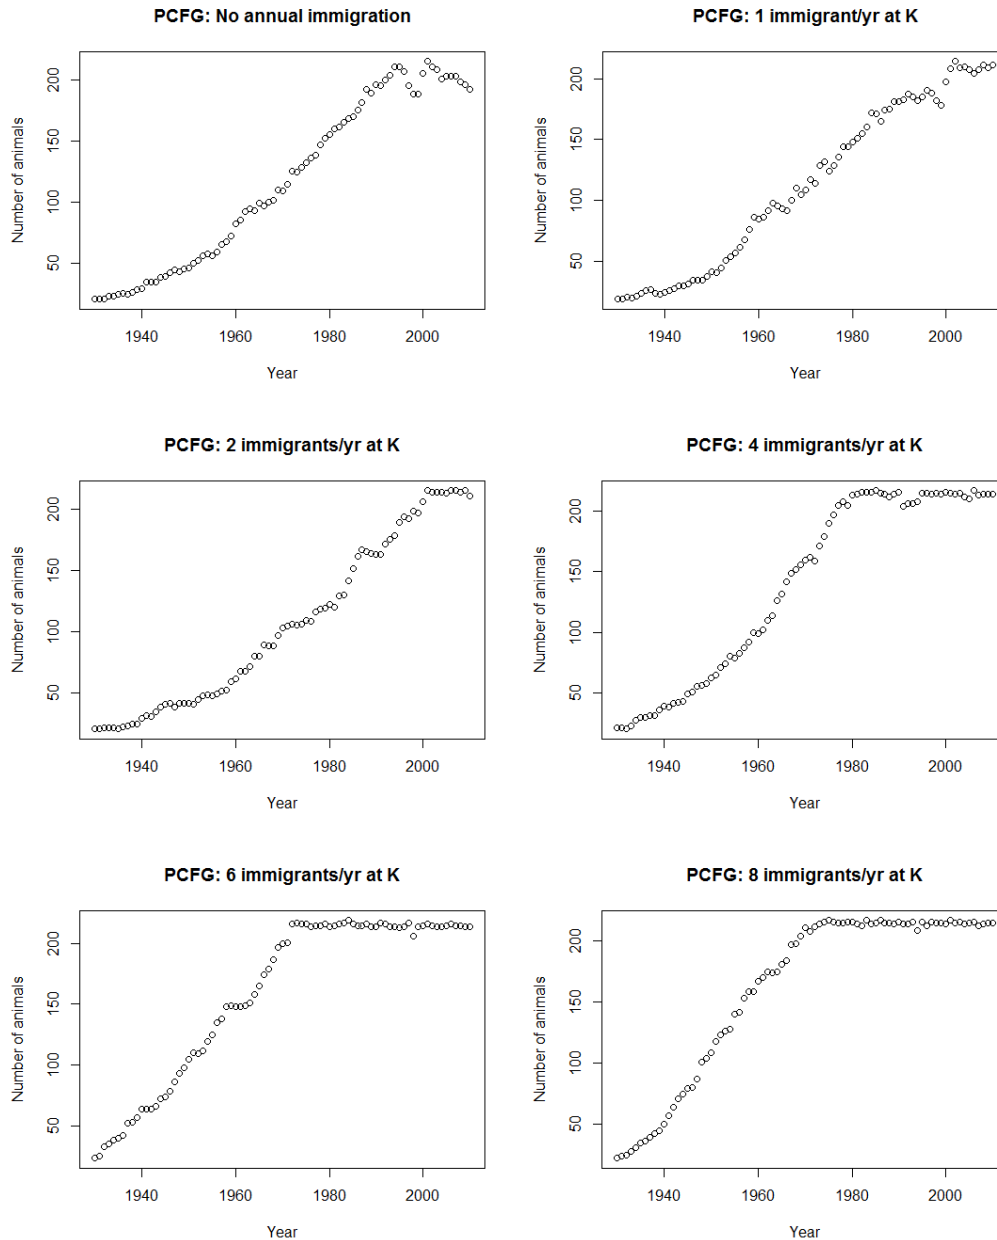 PCFG: No annual immigration
PCFG: 1 immigrant/yr at K
Number of animals
50
100
150
200
1940
1960
1980
2000
Year
Number of animals
50
100
150
200
1940
1960
1980
2000
Year
PCFG: 2 immigrants/yr at K
PCFG: 4 immigrants/yr at K
Number of animals
50
100
150
200
1940
1960
1980
2000
Year
Number of animals
50
100
150
200
1940
1960
1980
2000
Year
PCFG: 6 immigrants/yr at K
PCFG: 8 immigrants/yr at K
Number of animals
50
100
150
200
1940
1960
1980
2000
Year
Number of animals
50
100
150
200
1940
1960
1980
2000
Year